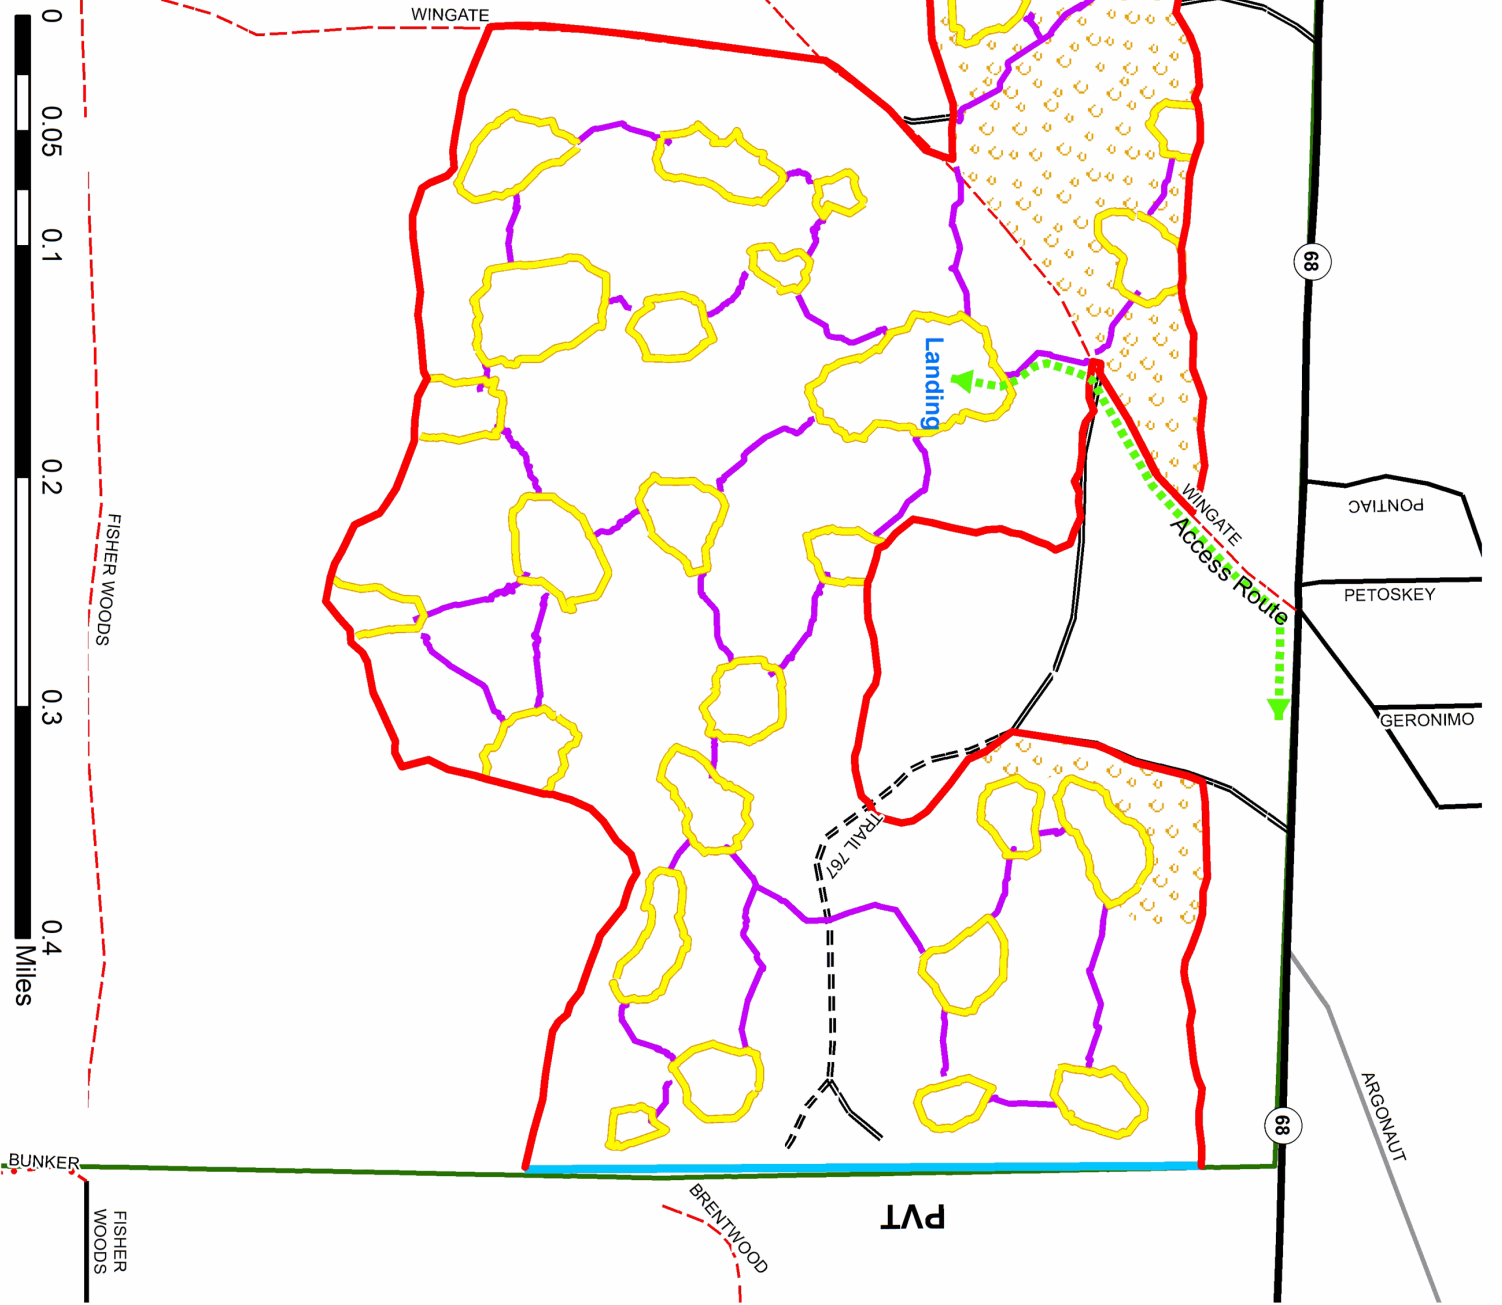 WINGATE
0
0.05
0.1
0.2
0.3
0.4
Miles
FISHER WOODS
Landing
68
WINGATE
Access Route
PONTIAC
PETOSKEY
GERONIMO
TRAIL 767
68
ARGONAUT
BUNKER
FISHER
WOODS
BRENTWOOD
PVT